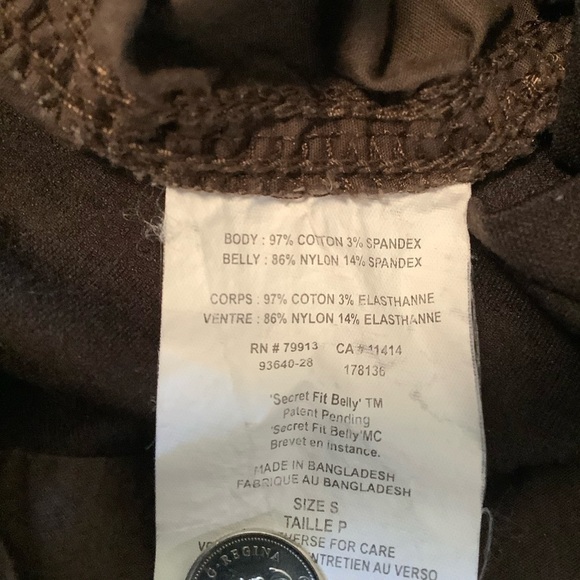 BODY : 97% COTTON 3% SPANDEX
BELLY : 86% NYLON 14% SPANDEX
CORPS : 97% COTON 3% ELASTHANNE
VENTRE : 86% NYLON 14% ELASTHANNE
RN # 79913 CA # 11414
93640-28 178136
'Secret Fit Belly' TM
Patent Pending
'Secret Fit Belly'MC
Brevet en instance.
MADE IN BANGLADESH
FABRIQUE AU BANGLADESH
SIZE S
TAILLE P
FOR CARE
ENTRETIEN AU VERSO
REGINA